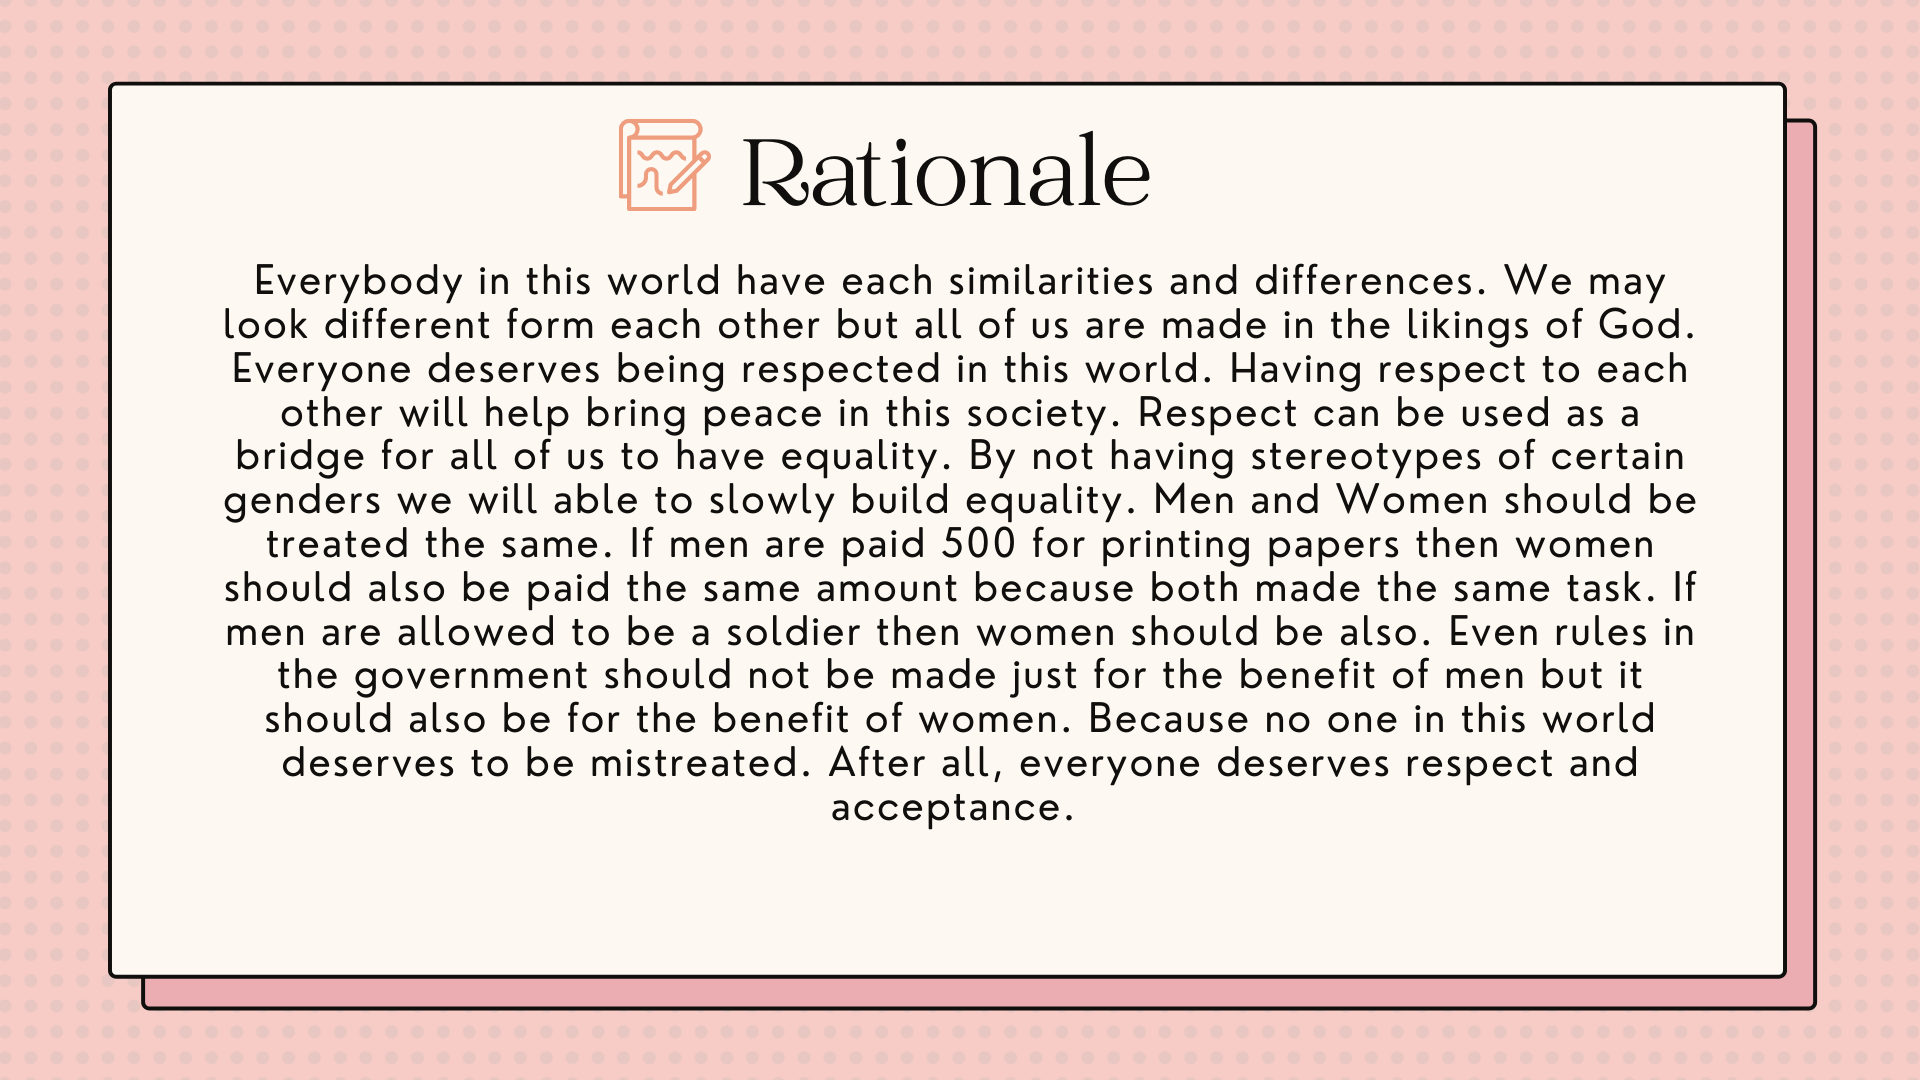 Rationale
Everybody in this world have each similarities and differences. We may
look different form each other but all of us are made in the likings of God.
Everyone deserves being respected in this world. Having respect to each
other will help bring peace in this society. Respect can be used as a
bridge for all of us to have equality. By not having stereotypes of certain
genders we will able to slowly build equality. Men and Women should be
treated the same. If men are paid 500 for printing papers then women
should also be paid the same amount because both made the same task. If
men are allowed to be a soldier then women should be also. Even rules in
the government should not be made just for the benefit of men but it
should also be for the benefit of women. Because no one in this world
deserves to be mistreated. After all, everyone deserves respect and
acceptance.